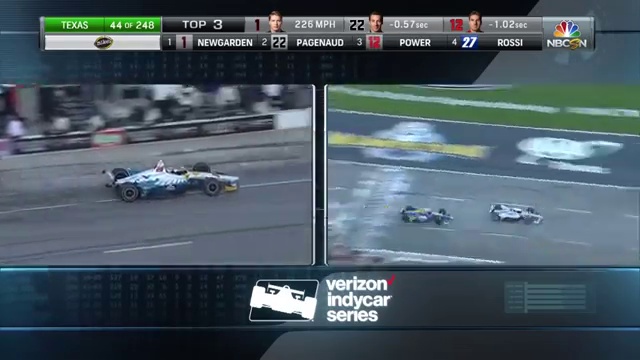 TEXAS 44 OF 248 TOP 3 1 226 MPH 22 -0.57sec 12 -1.02sec
1 1 NEWGARDEN 2 22 PAGENAUD 3 12 POWER 4 27 ROSSI NBCSN
verizon
indycar
series